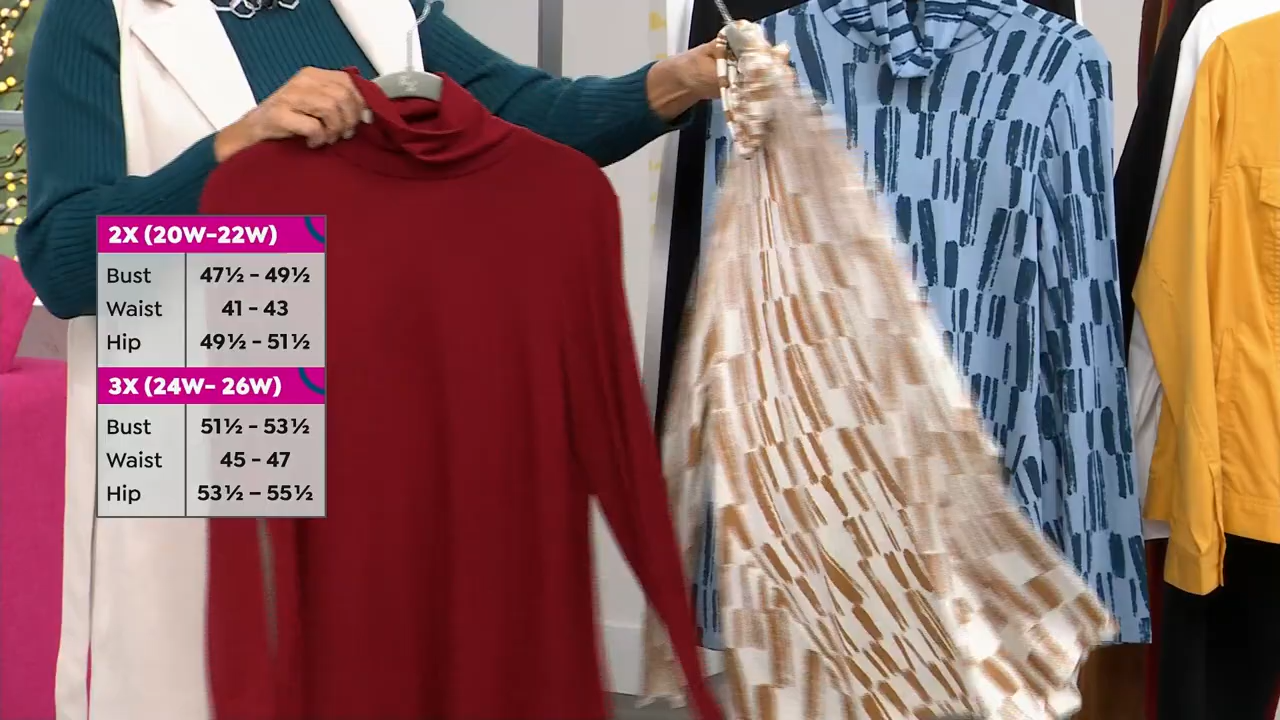 2X (20W-22W)
Bust 47½ - 49½
Waist 41 - 43
Hip 49½ - 51½
3X (24W- 26W)
Bust 51½ - 53½
Waist 45 - 47
Hip 53½ - 55½